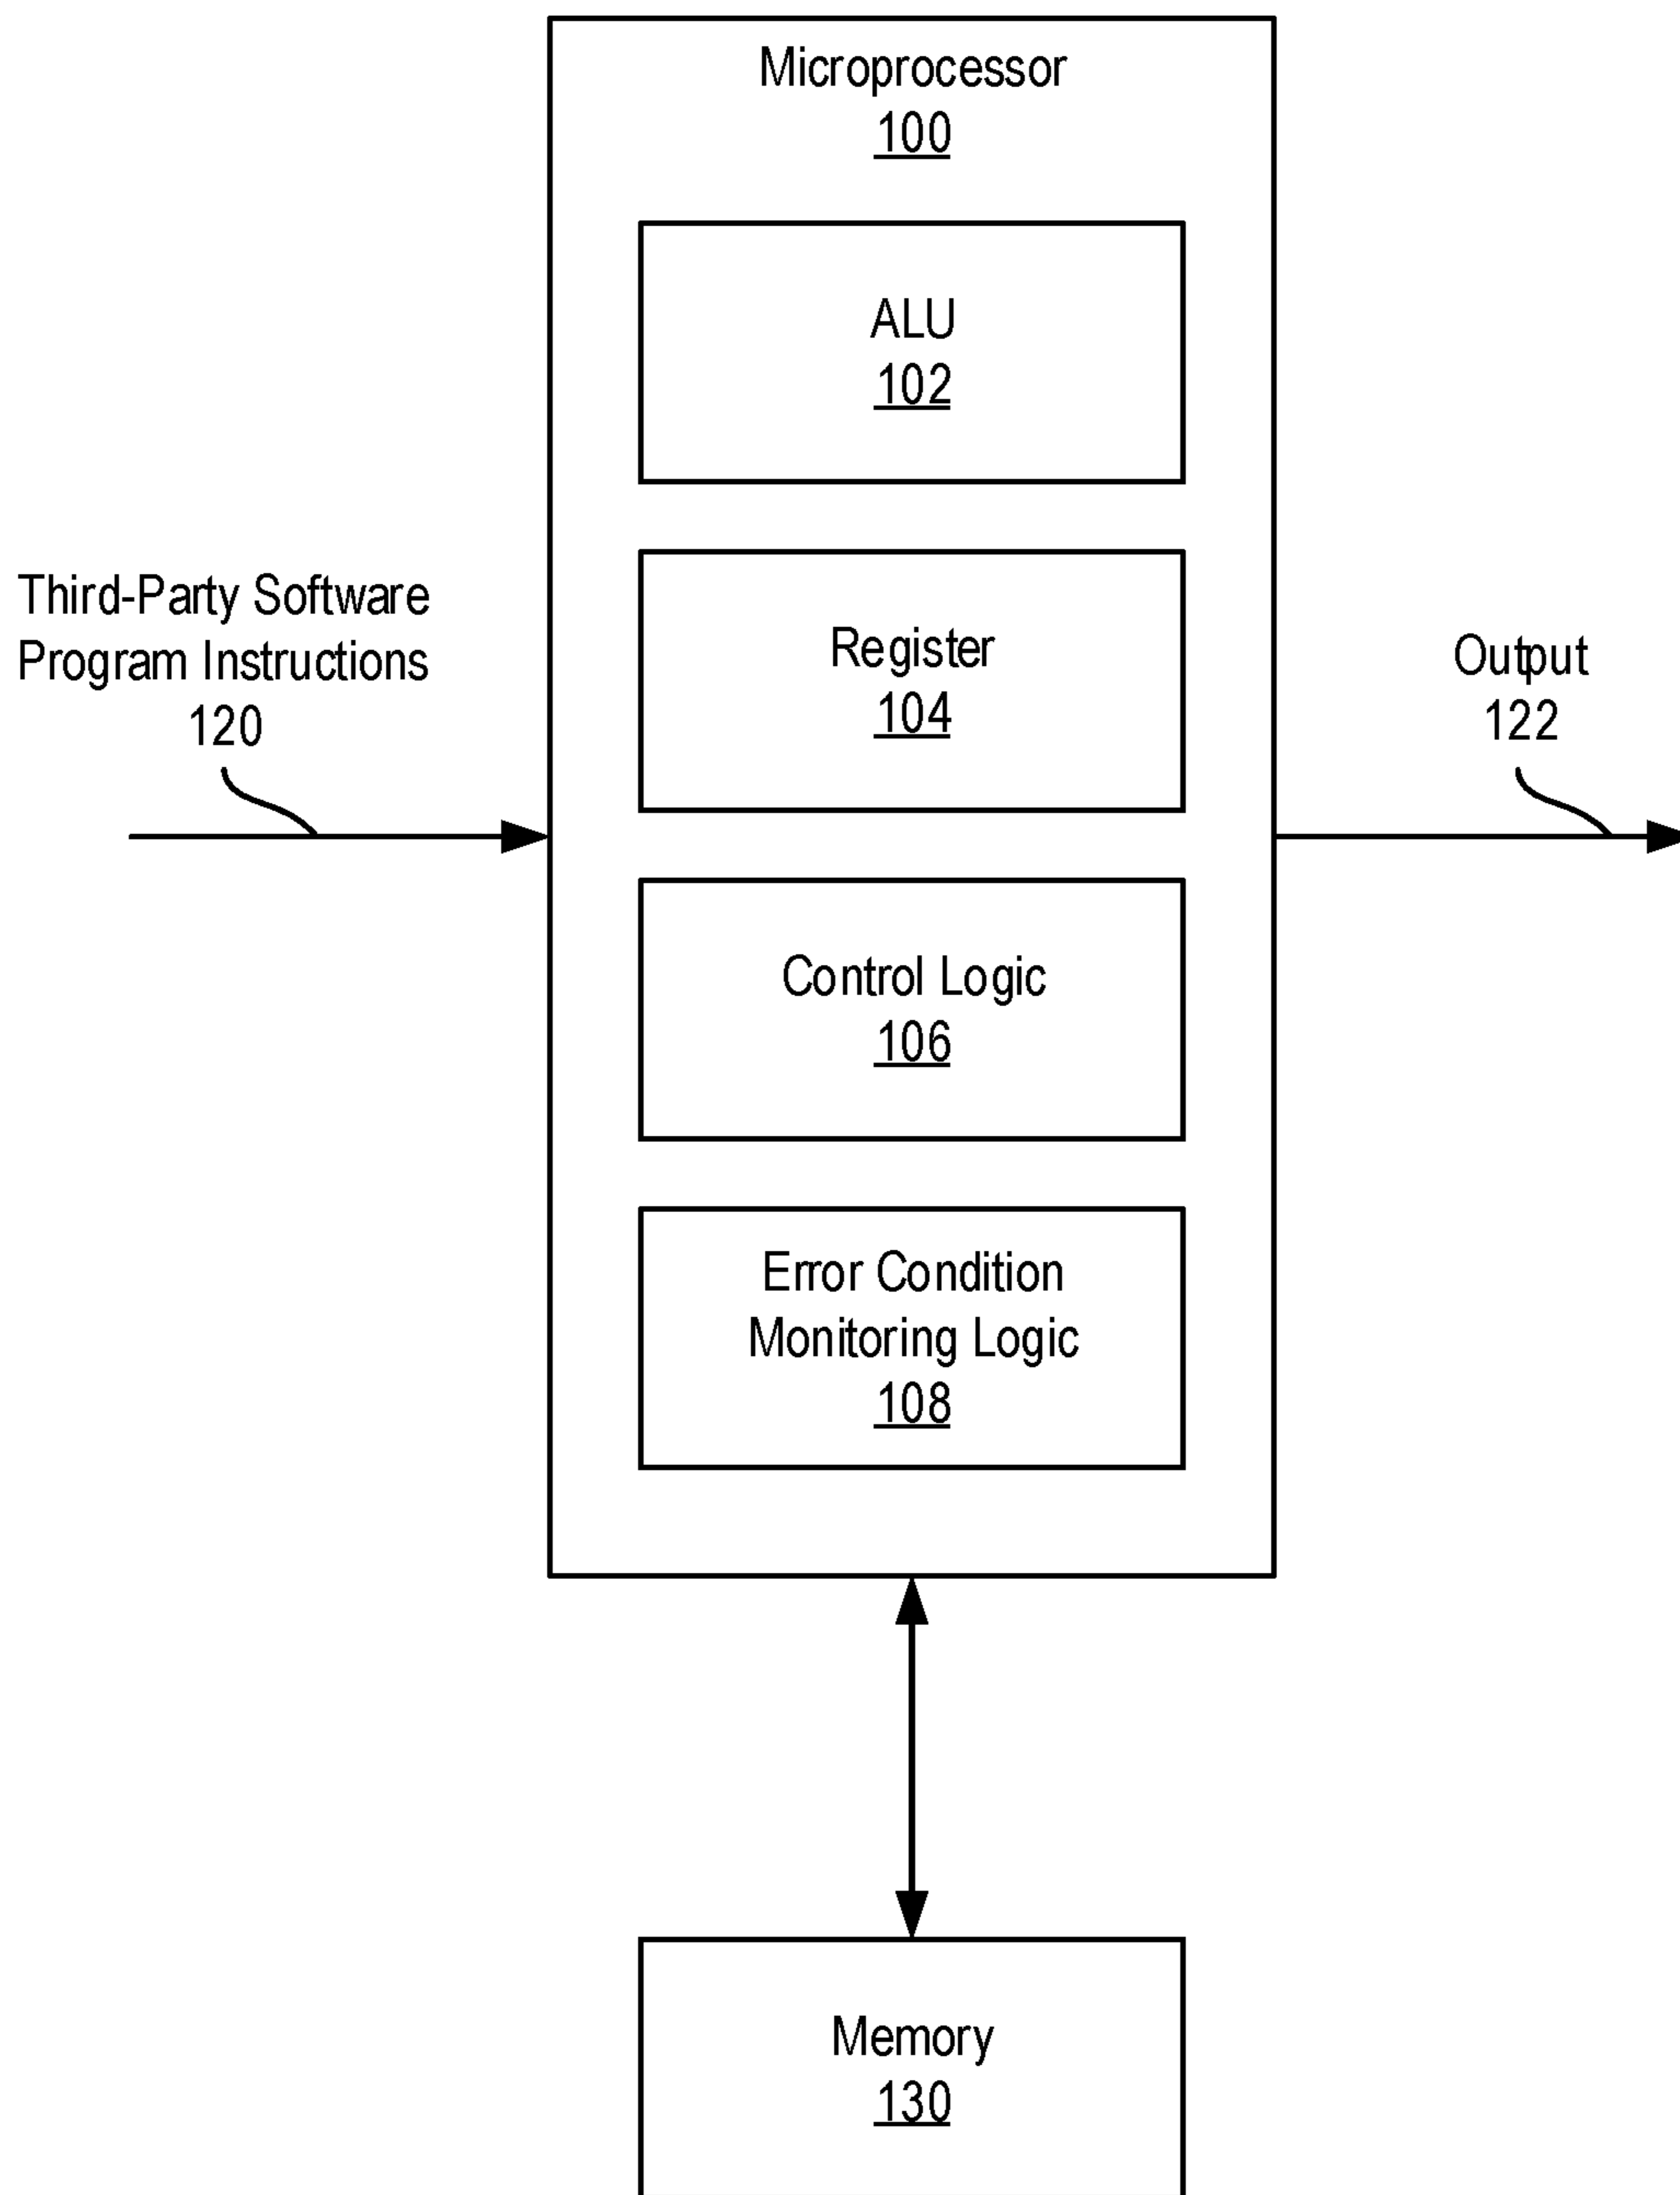 Microprocessor
100
ALU
102
Third-Party Software
Program Instructions
120
Register
104
Output
122
Control Logic
106
Error Condition
Monitoring Logic
108
Memory
130